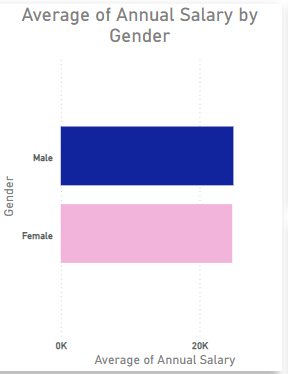 Average of Annual Salary by
Gender
Gender
Male
Female
0K
20K
Average of Annual Salary